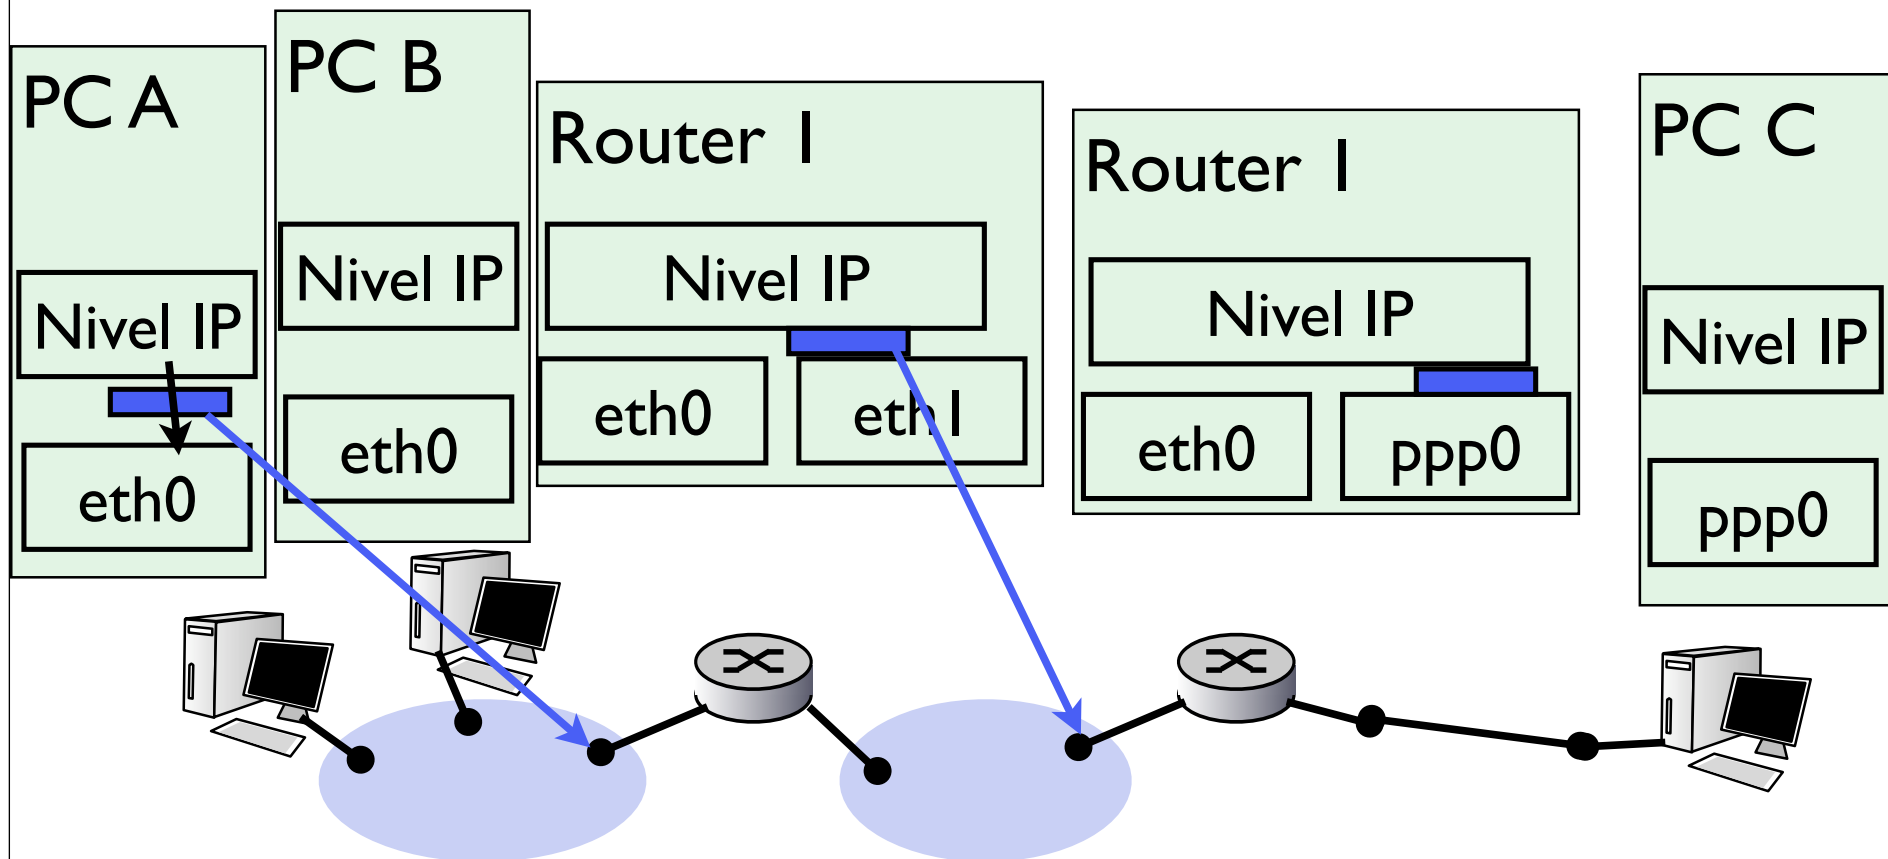 PC A
Nivel IP
eth0
PC B
Nivel IP
eth0
Router 1
Nivel IP
eth0
eth1
Router 1
Nivel IP
eth0
ppp0
PC C
Nivel IP
ppp0